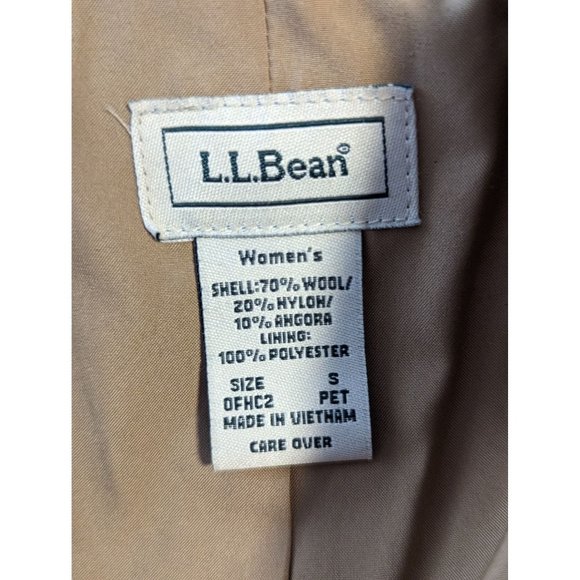 L.L.Bean®
Women's
SHELL:70% WOOL/
20% NYLON/
10% ANGORA
LINING:
100% POLYESTER
SIZE S
0FHC2 PET
MADE IN VIETNAM
CARE OVER